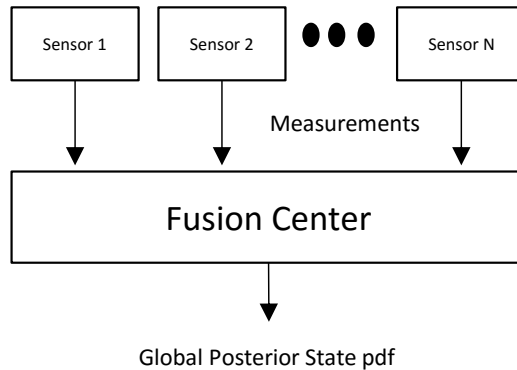 Sensor 1
Sensor 2
Sensor N
Measurements
Fusion Center
Global Posterior State pdf